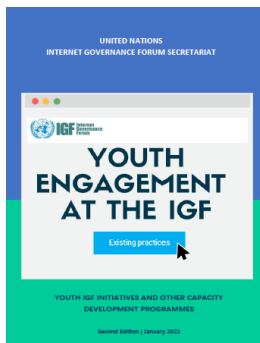 UNITED NATIONS
INTERNET GOVERNANCE FORUM SECRETARIAT
IGF Internet
Governance
Forum
YOUTH
ENGAGEMENT
AT THE IGF
Existing practices
YOUTH IGF INITIATIVES AND OTHER CAPACITY
DEVELOPMENT PROGRAMMES
Second Edition | January 2021